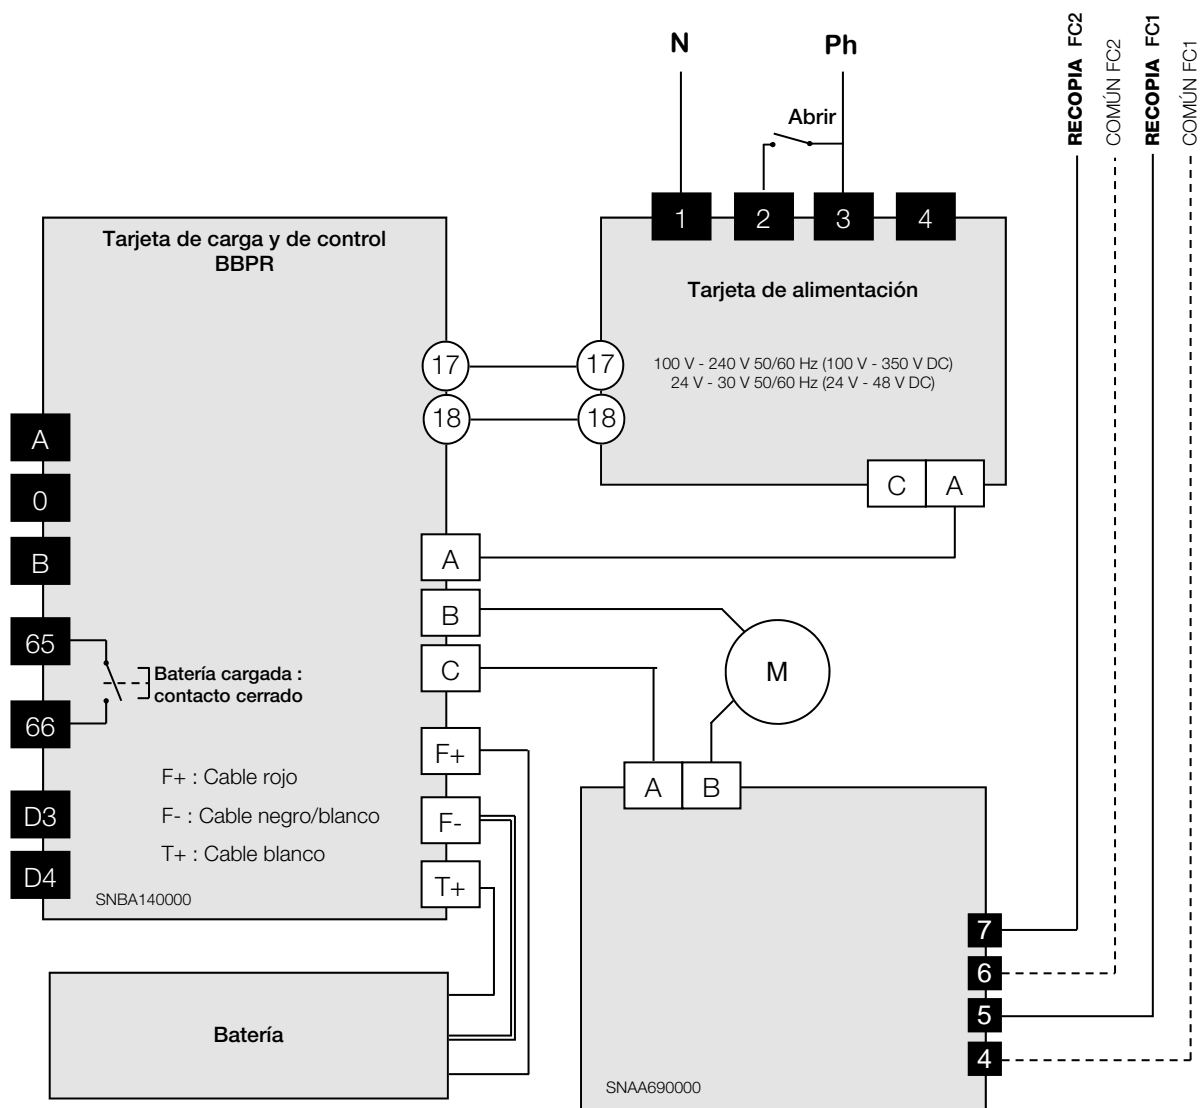 N
Ph
RECOPIA FC2
COMÚN FC2
RECOPIA FC1
COMÚN FC1
Abrir
1
2
3
4
Tarjeta de carga y de control
BBPR
Tarjeta de alimentación
100 V - 240 V 50/60 Hz (100 V - 350 V DC)
24 V - 30 V 50/60 Hz (24 V - 48 V DC)
17
17
18
18
A
0
B
65
66
D3
D4
C
A
A
B
C
F+
F-
T+
M
Batería cargada :
contacto cerrado
F+ : Cable rojo
F- : Cable negro/blanco
T+ : Cable blanco
SNBA140000
A
B
7
6
5
4
Batería
SNAA690000